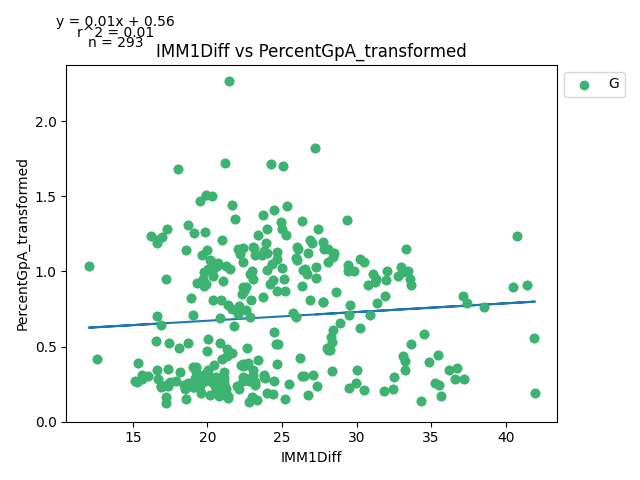 y = 0.01x + 0.56
r^2 = 0.01
n = 293
IMM1Diff vs PercentGpA_transformed
G
PercentGpA_transformed
2.0
1.5
1.0
0.5
0.0
15 20 25 30 35 40
IMM1Diff